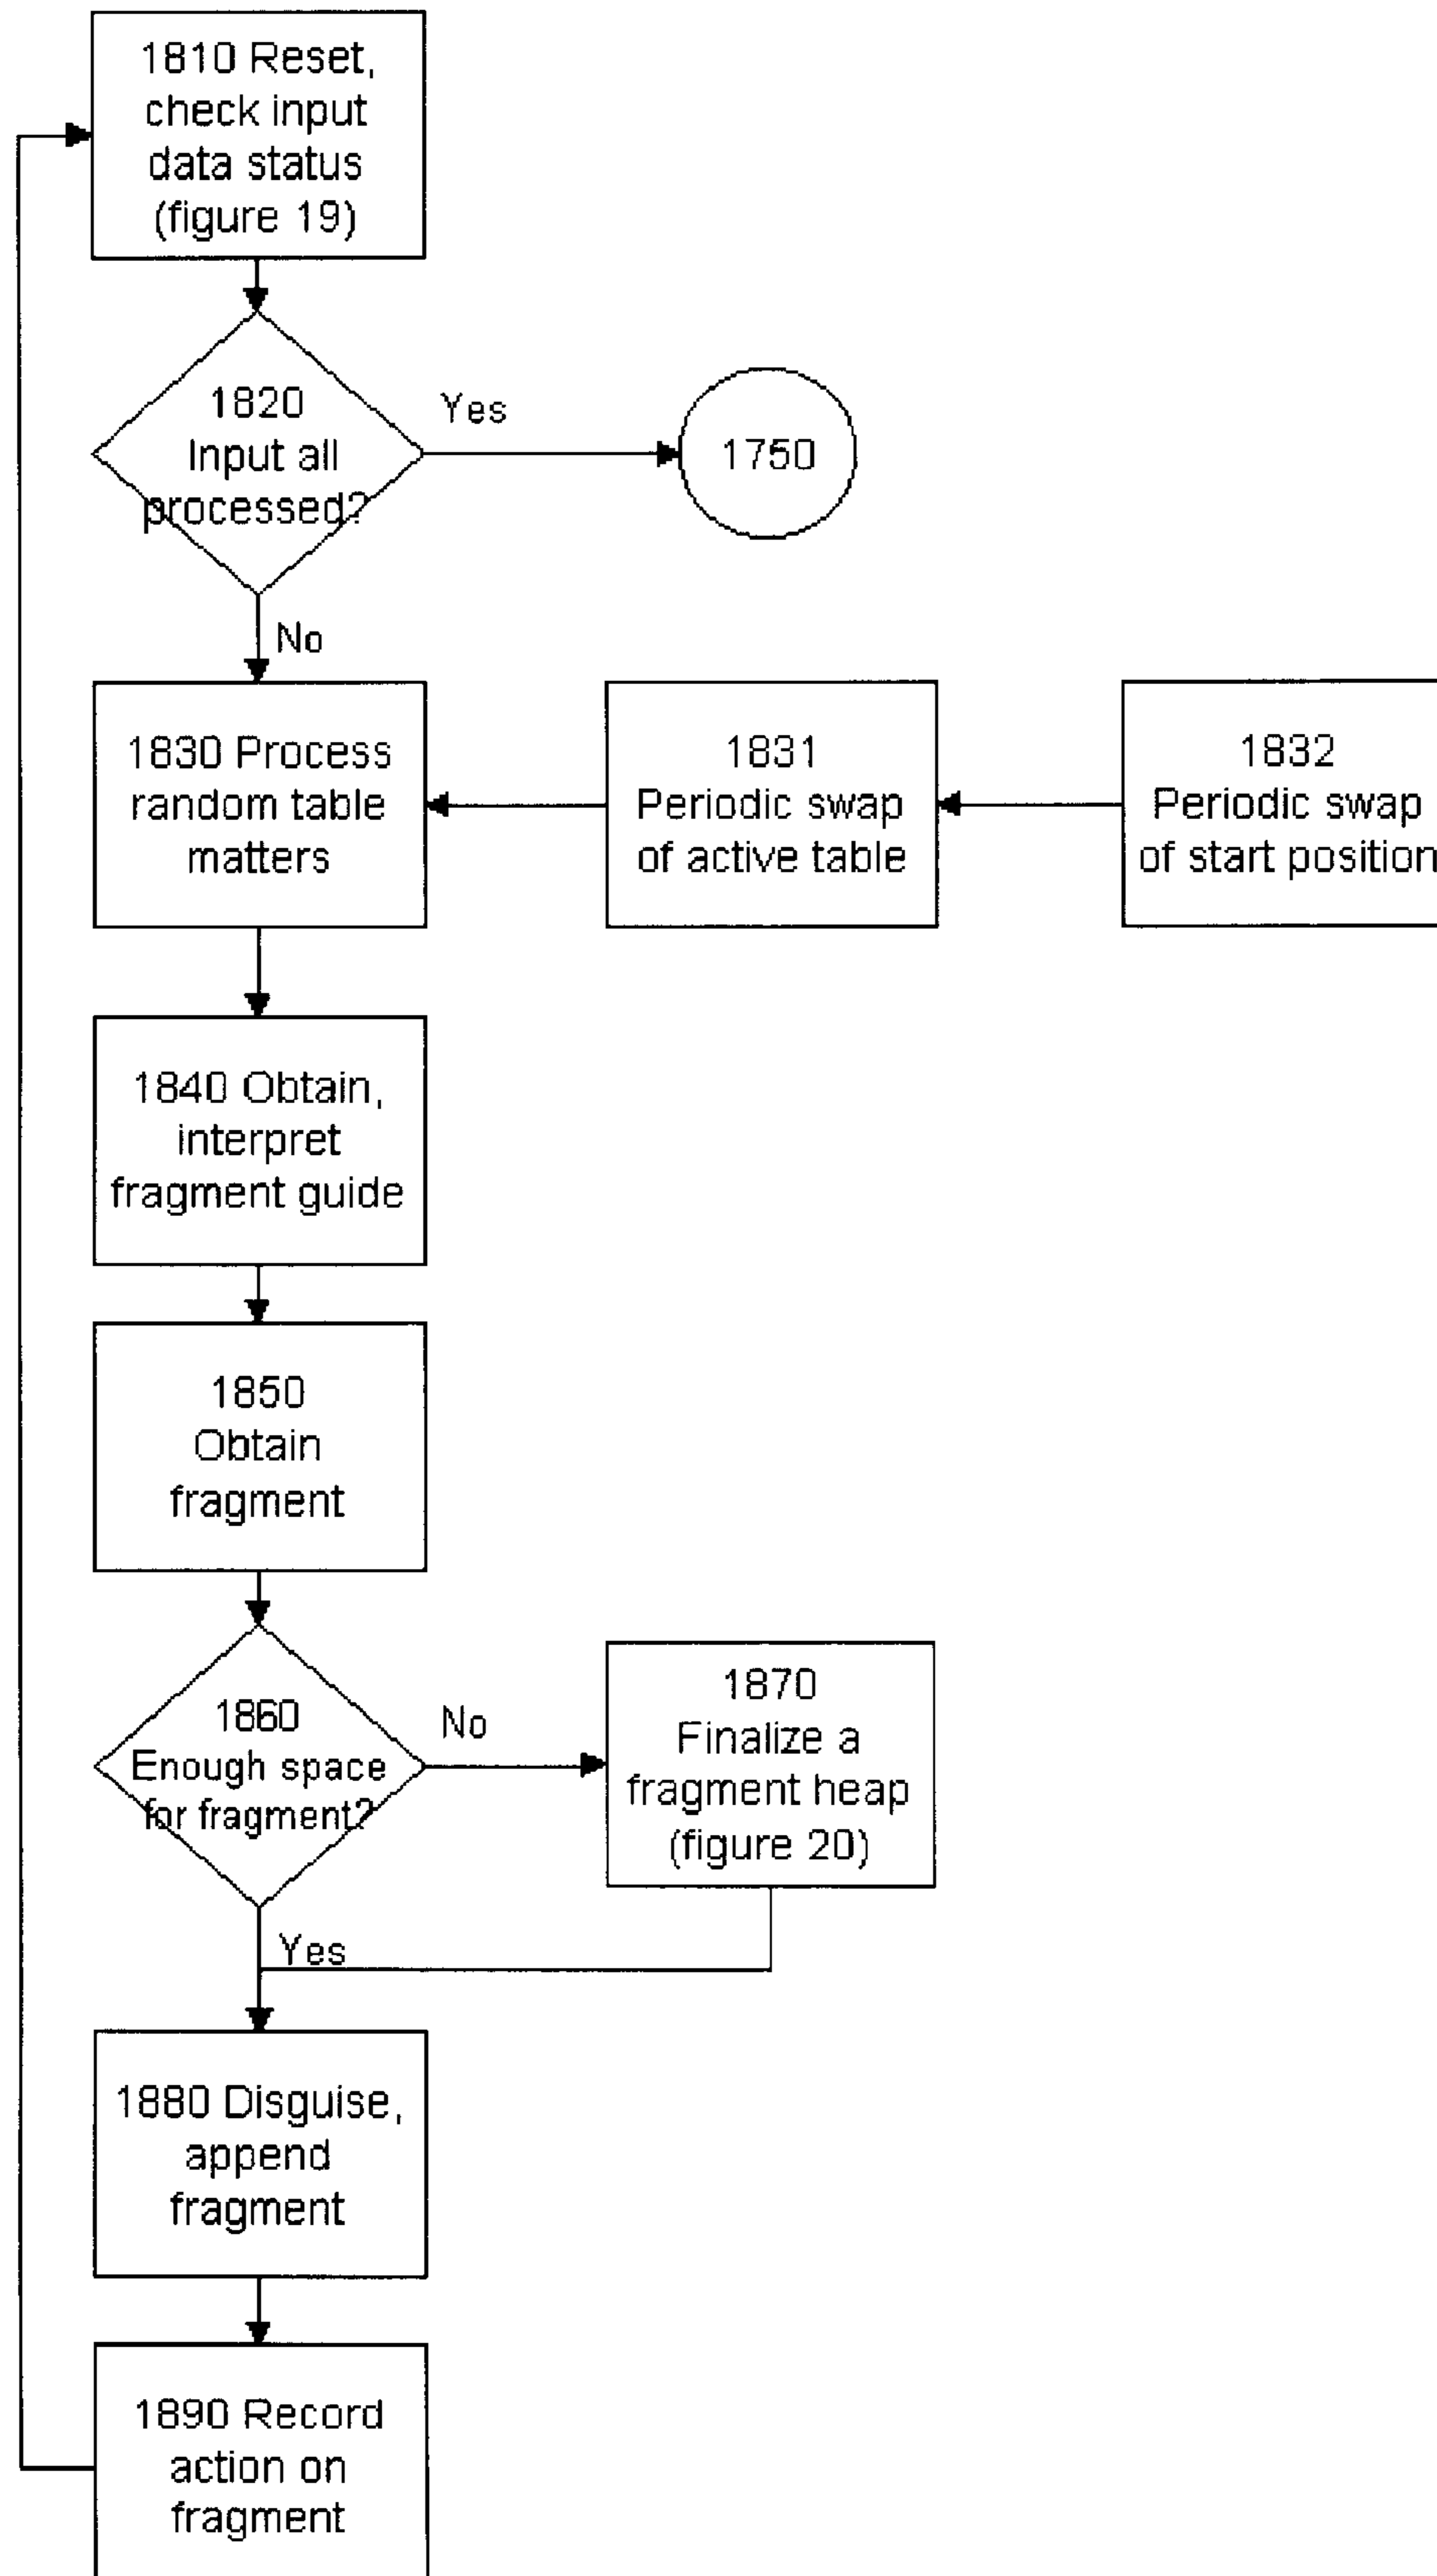 1810 Reset,
check input
data status
(figure 19)
1820
Input all
processed?
Yes
1750
No
1830 Process
random table
matters
1831
Periodic swap
of active table
1832
Periodic swap
of start position
1840 Obtain,
interpret
fragment guide
1850
Obtain
fragment
1860
Enough space
for fragment?
No
1870
Finalize a
fragment heap
(figure 20)
Yes
1880 Disguise,
append
fragment
1890 Record
action on
fragment